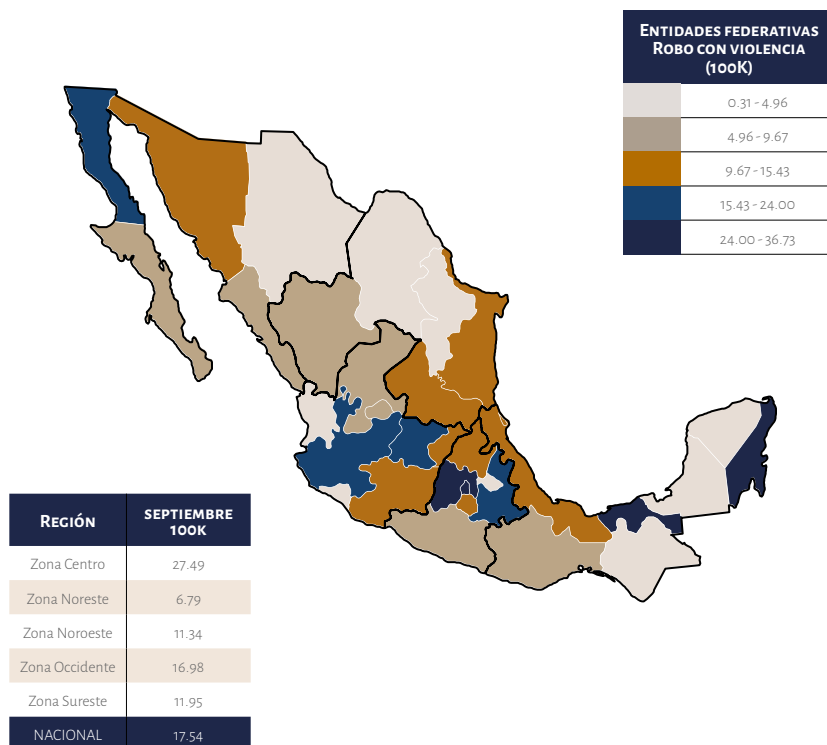 Entidades federativas
Robo con violencia
(100K)
0.31 - 4.96
4.96 - 9.67
9.67 - 15.43
15.43 - 24.00
24.00 - 36.73
Región septiembre 100K
Zona Centro 27.49
Zona Noreste 6.79
Zona Noroeste 11.34
Zona Occidente 16.98
Zona Sureste 11.95
NACIONAL 17.54